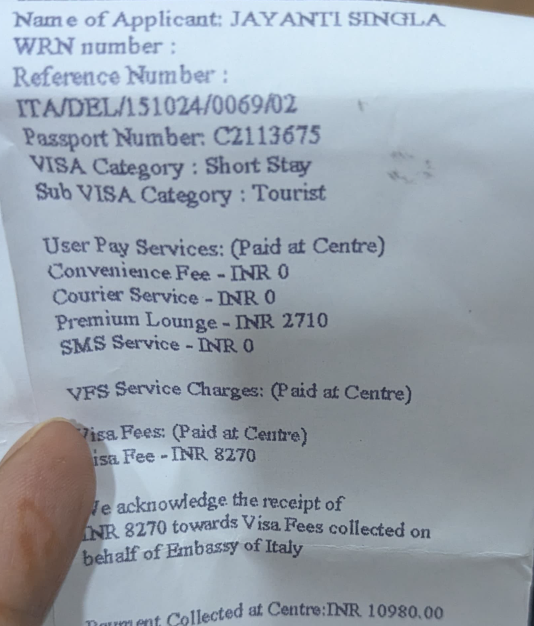 Name of Applicant: JAYANTI SINGLA
WRN number :
Reference Number :
ITA/DEL/151024/0069/02
Passport Number: C2113675
VISA Category : Short Stay
Sub VISA Category : Tourist
User Pay Services: (Paid at Centre)
Convenience Fee - INR 0
Courier Service - INR 0
Premium Lounge - INR 2710
SMS Service - INR 0
VFS Service Charges: (Paid at Centre)
Visa Fees: (Paid at Centre)
isa Fee - INR 8270
We acknowledge the receipt of
INR 8270 towards Visa Fees collected on
behalf of Embassy of Italy
Payment Collected at Centre:INR 10980.00